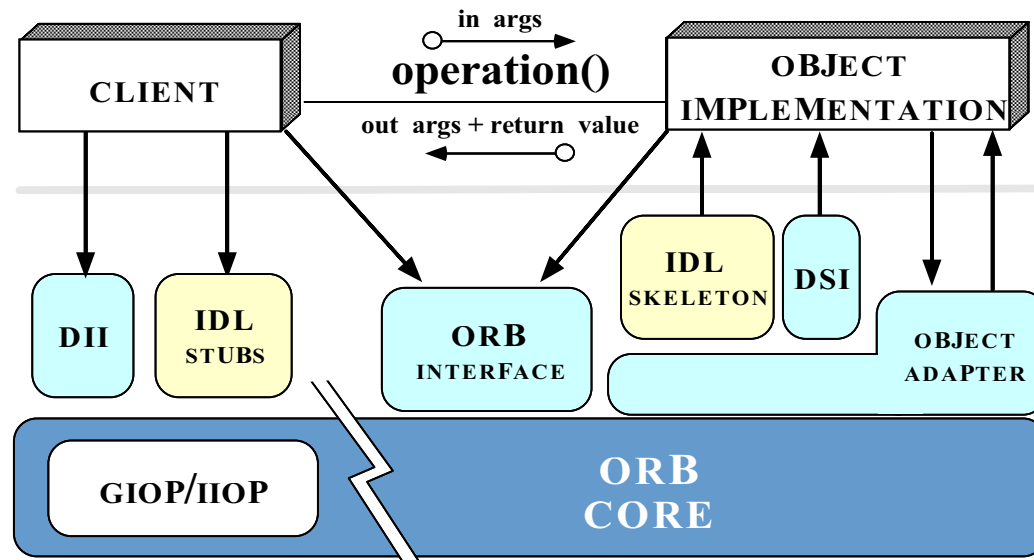 in args
operation()
out args + return value
CLIENT
OBJECT
IMPLEMENTATION
DII
IDL
STUBS
ORB
INTERFACE
IDL
SKELETON
DSI
OBJECT
ADAPTER
GIOP/IIOP
ORB
CORE